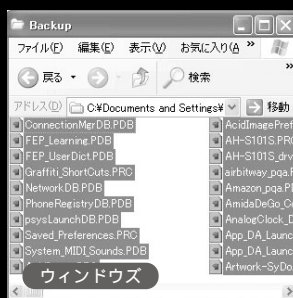 Backup
ファイル(F) 編集(E) 表示(V) お気に入り(A »
戻る 検索 »
アドレス(D) C:¥Documents and Settings¥ 移動
ConnectionMgrDB.PDB
FEP_Learning.PDB
FEP_UserDict.PDB
Graffiti_ShortCuts.PRC
NetworkDB.PDB
PhoneRegistryDB.PDB
psysLaunchDB.PDB
Saved_Preferences.PRC
System_MIDI_Sounds.PDB
AcidImagePref
AH-S101S.PRC
AH-S101S_drv
airbitway_pqa.P
Amazon_pqa.P
AmidaDeGo_Co
AnalogClock_D
App_DA_Launc
App_DA_Launc
Artwork-SyDo
ウィンドウズ